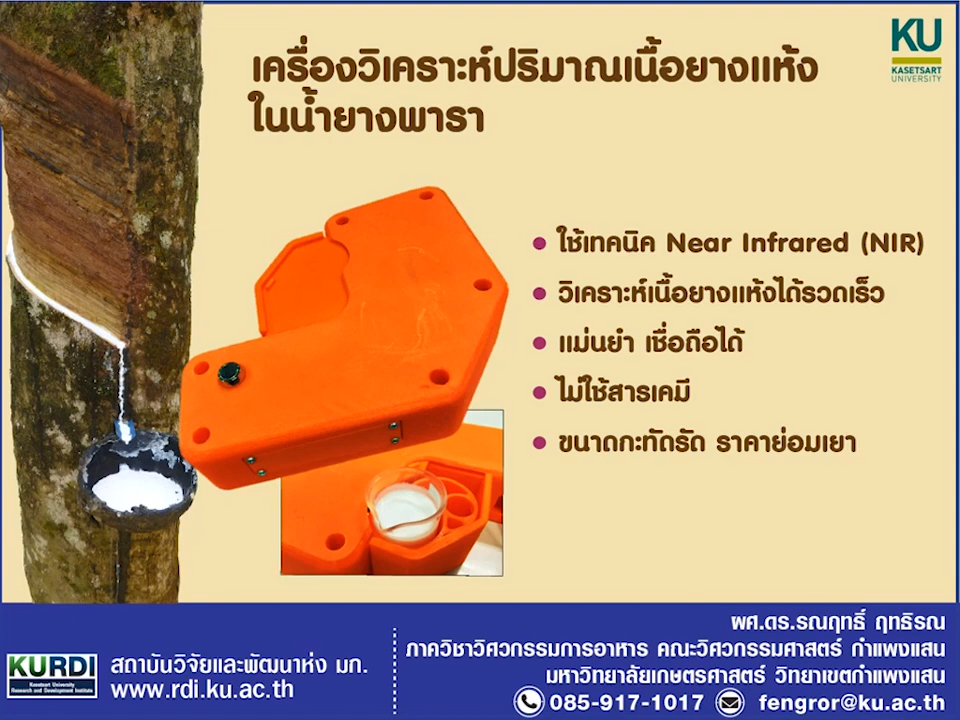 เครื่องวิเคราะห์ปริมาณเนื้อยางแห้ง
ในน้ำยางพารา
KU
KASETSART
UNIVERSITY
• ใช้เทคนิค Near Infrared (NIR)
• วิเคราะห์เนื้อยางแห้งได้รวดเร็ว
• แม่นยำ เชื่อถือได้
• ไม่ใช้สารเคมี
• ขนาดกะทัดรัด ราคาย่อมเยา
KURDI
Kasetsart University
Research and Development Institute
สถาบันวิจัยและพัฒนาแห่ง มก.
www.rdi.ku.ac.th
ผศ.ดร.รณฤทธิ์ ฤทธิรณ
ภาควิชาวิศวกรรมการอาหาร คณะวิศวกรรมศาสตร์ กำแพงแสน
มหาวิทยาลัยเกษตรศาสตร์ วิทยาเขตกำแพงแสน
085-917-1017 fengror@ku.ac.th